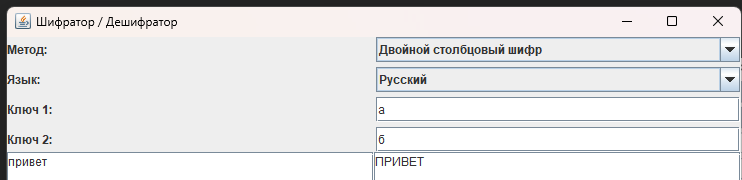 Шифратор / Дешифратор
Метод: Двойной столбцовый шифр
Язык: Русский
Ключ 1: а
Ключ 2: б
привет ПРИВЕТ